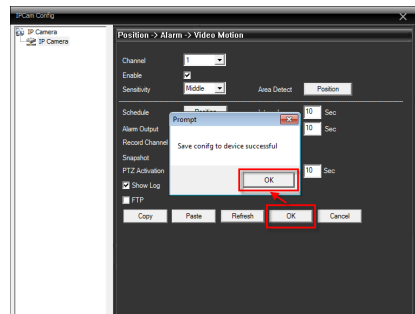 IPCam Config
IP Camera
IP Camera
Position -> Alarm -> Video Motion
Channel 1
Enable
Sensitivity Middle Area Detect Position
Schedule 10 Sec
Alarm Output 10 Sec
Record Channel
Snapshot
PTZ Activation 10 Sec
Show Log
FTP
Prompt
Save conifg to device successful
OK
Copy Paste Refresh OK Cancel